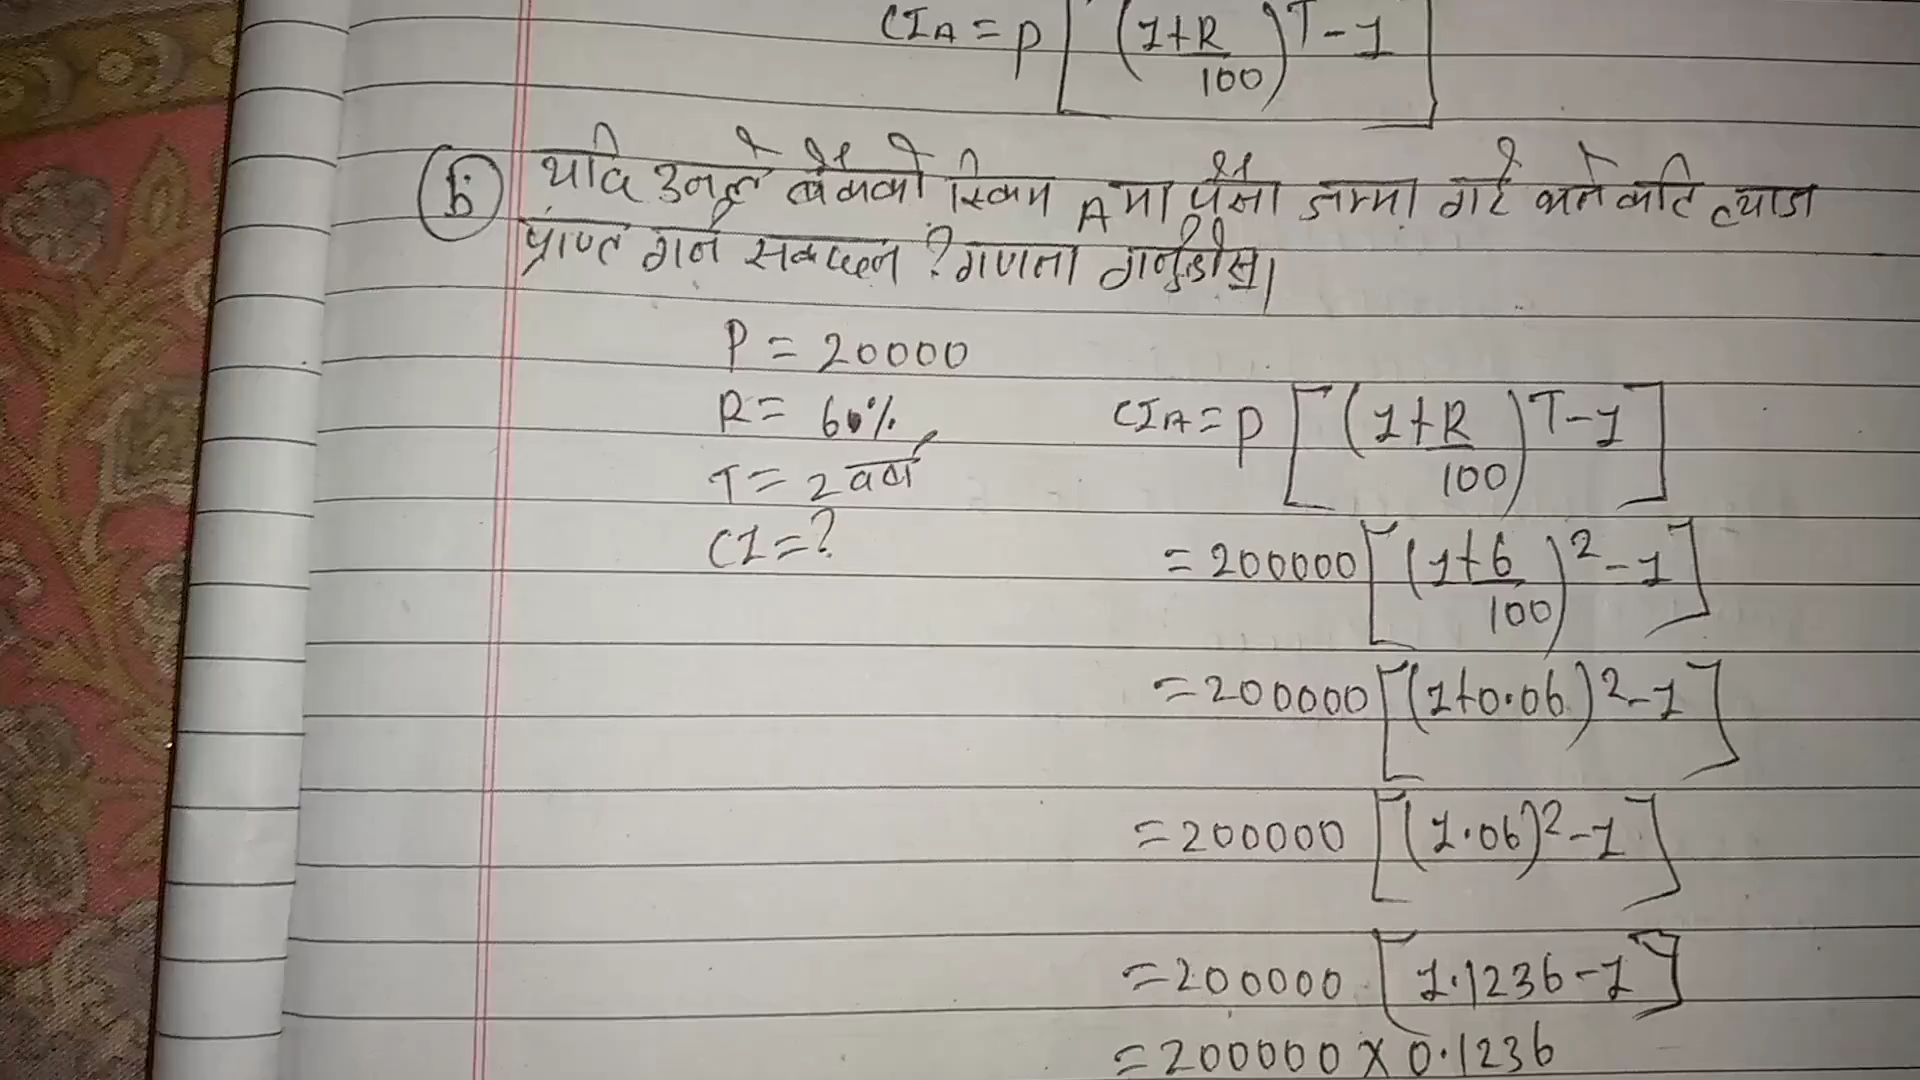 CIA = P [(1+R/100)^T - 1]
(b) यदि उनले बैंकको स्किम A मा पैसा जम्मा गरे भने कति ब्याज
प्राप्त गर्न सक्छन ? गणना गर्नुहोस्।
P = 20000
R = 60%
T = 2 वर्ष
CI = ?
CIA = P [(1+R/100)^T - 1]
= 200000 [(1+6/100)^2 - 1]
= 200000 [(1+0.06)^2 - 1]
= 200000 [(1.06)^2 - 1]
= 200000 [1.1236 - 1]
= 200000 × 0.1236